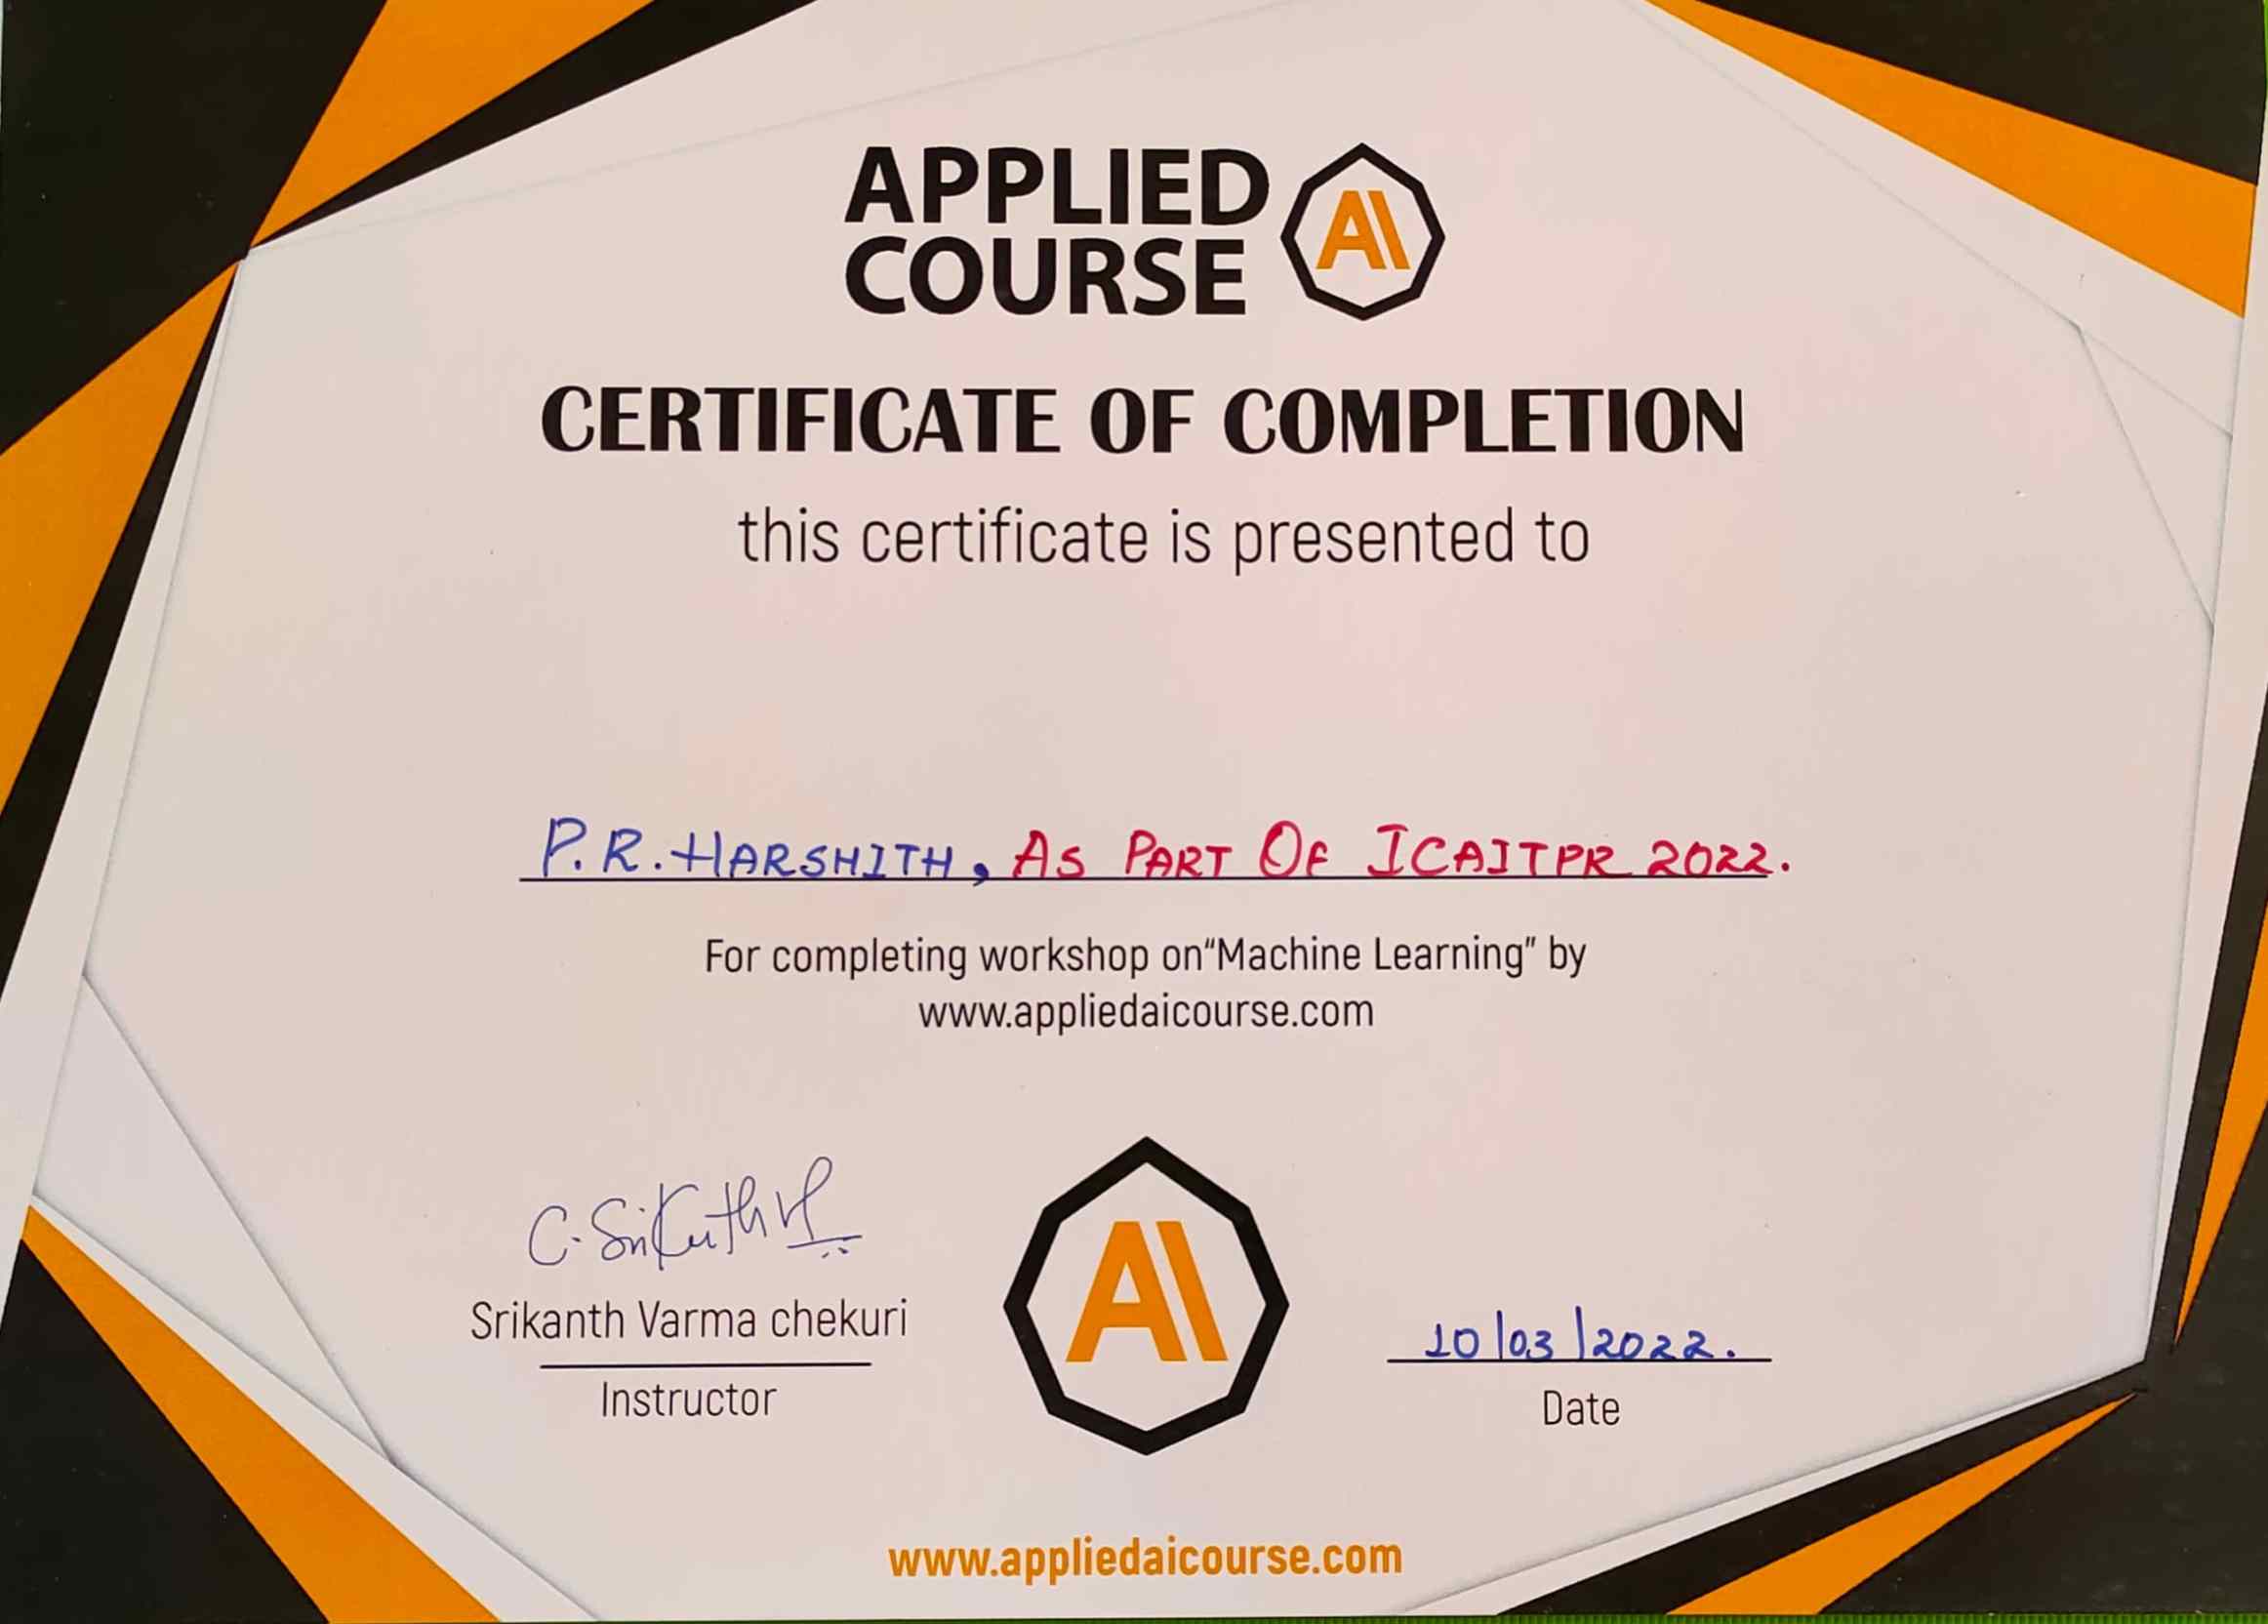 APPLIED
COURSE
AI
CERTIFICATE OF COMPLETION
this certificate is presented to
P.R. HARSHITH, AS PART OF ICAITPR 2022.
For completing workshop on“Machine Learning” by
www.appliedaicourse.com
C. Srikanth V
Srikanth Varma chekuri
Instructor
AI
10/03/2022.
Date
www.appliedaicourse.com